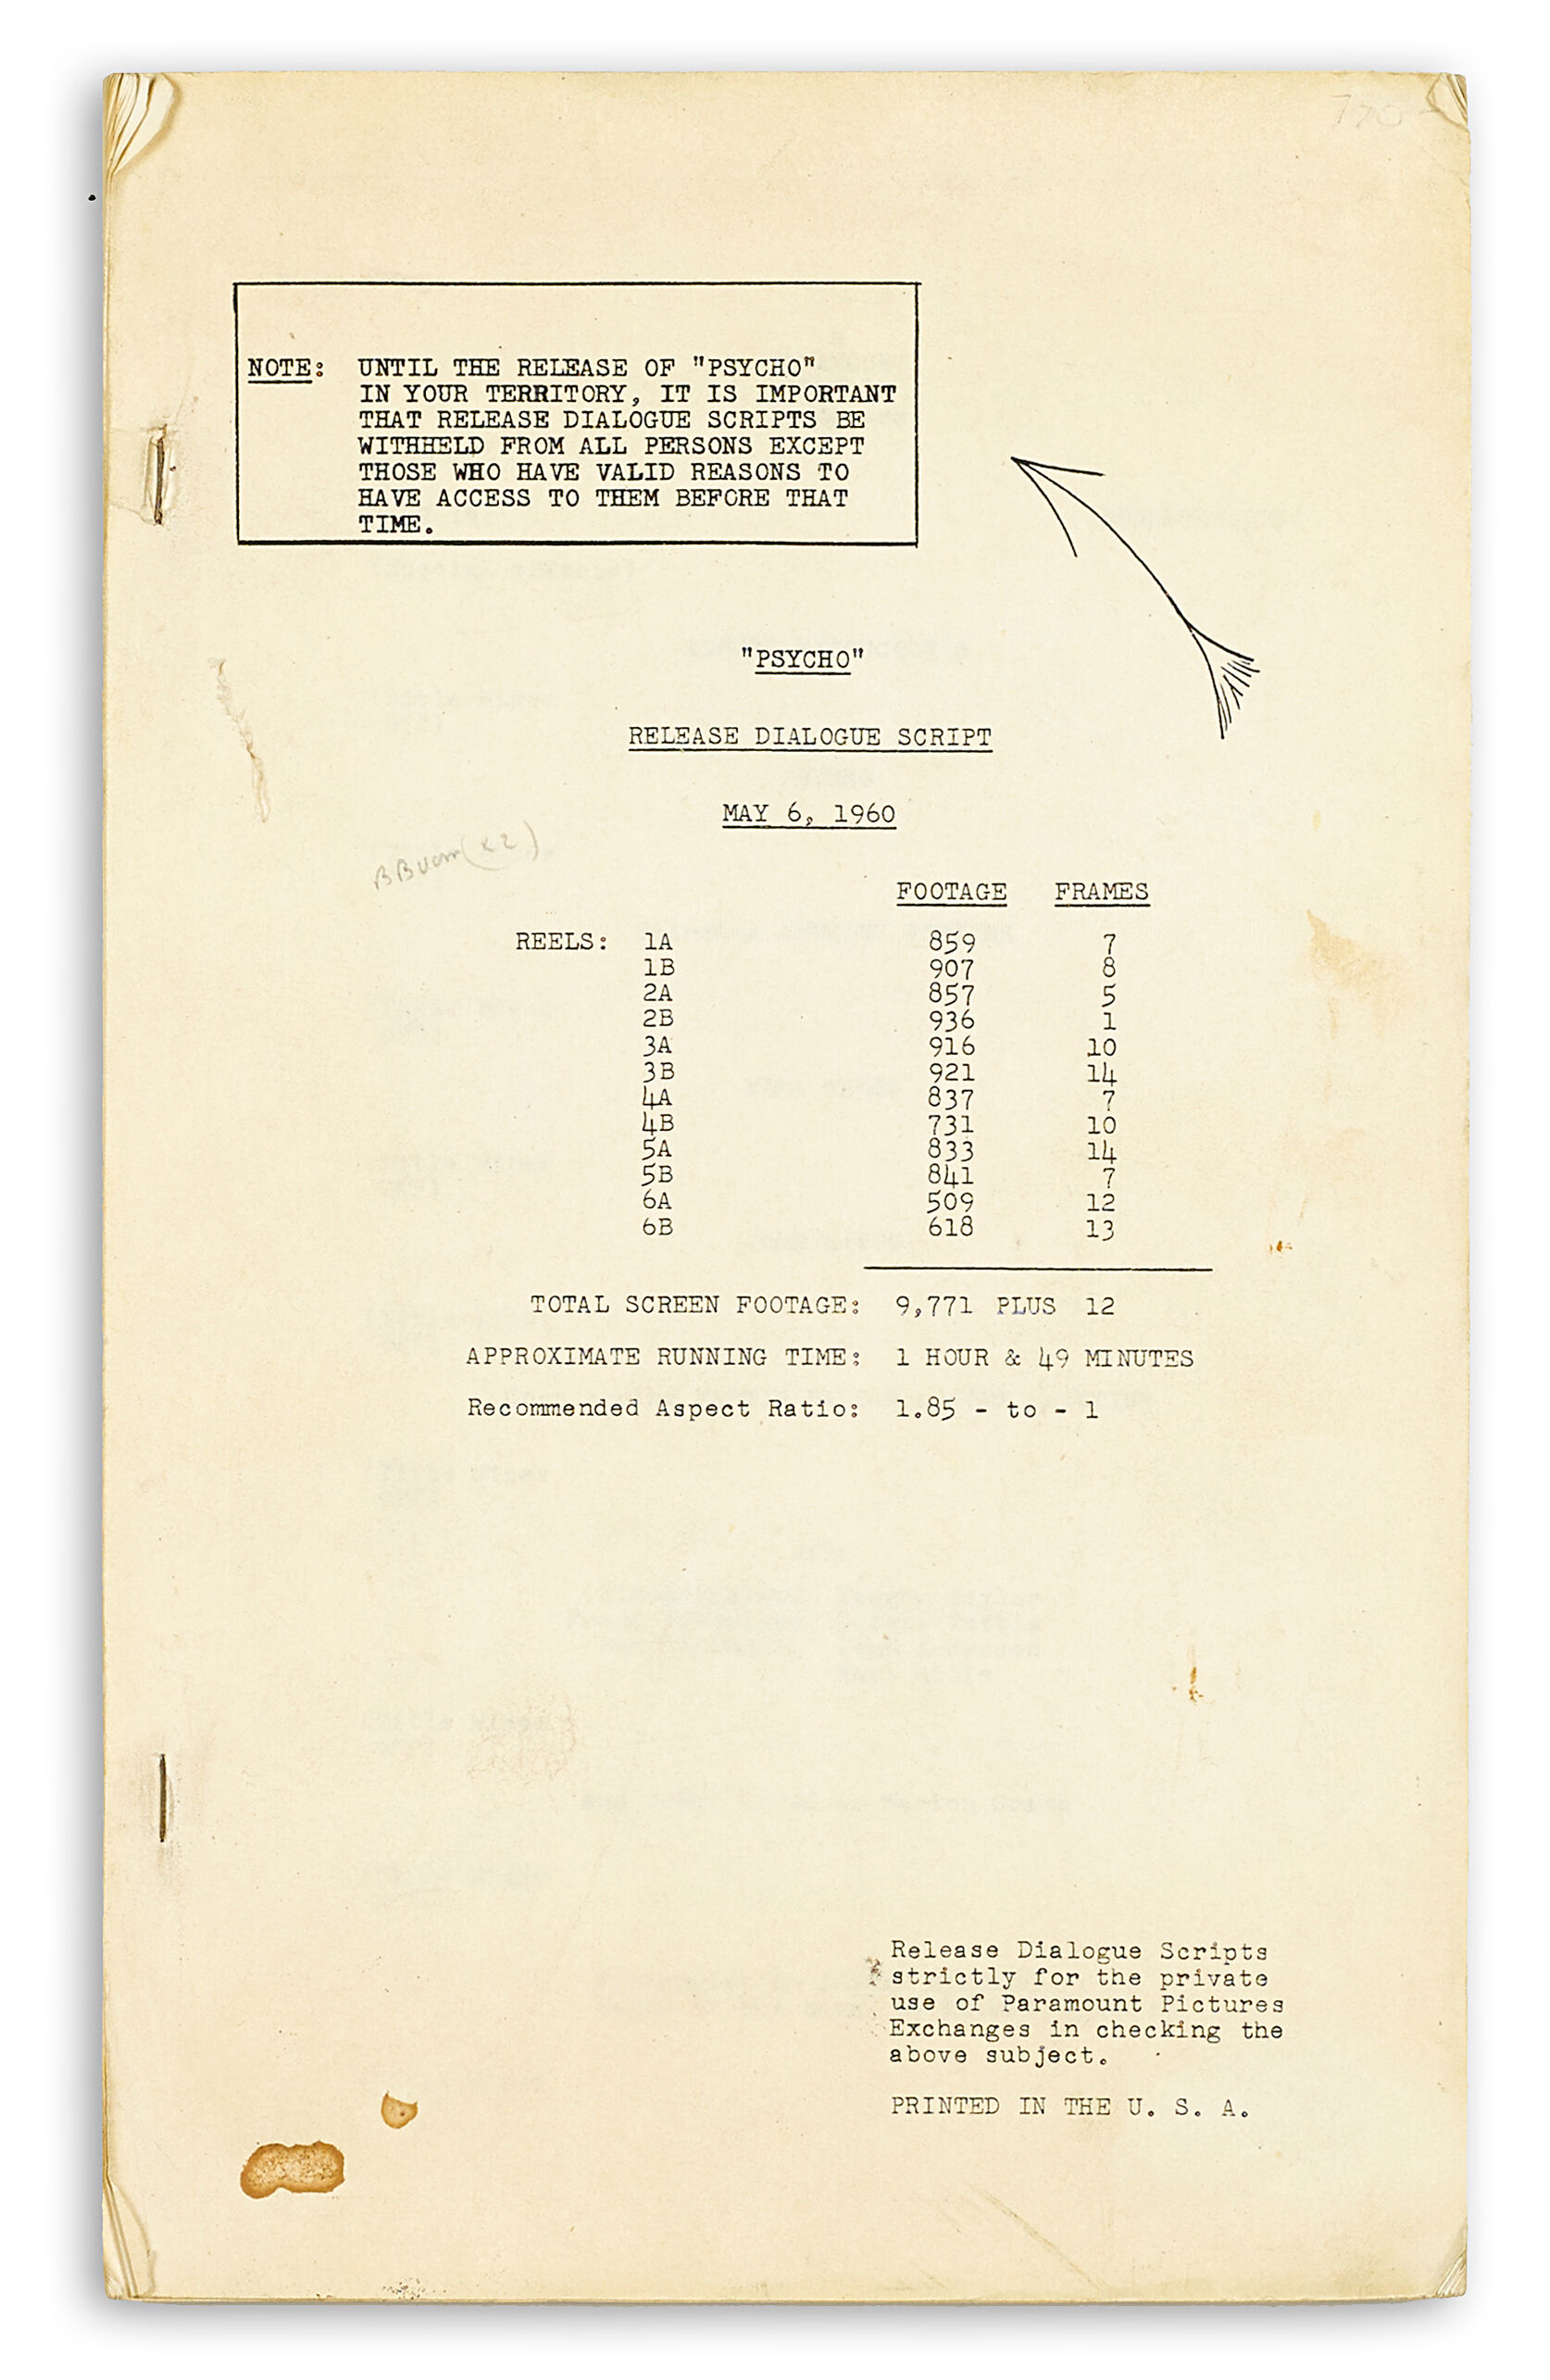 770-
NOTE: UNTIL THE RELEASE OF "PSYCHO"
IN YOUR TERRITORY, IT IS IMPORTANT
THAT RELEASE DIALOGUE SCRIPTS BE
WITHHELD FROM ALL PERSONS EXCEPT
THOSE WHO HAVE VALID REASONS TO
HAVE ACCESS TO THEM BEFORE THAT
TIME.
"PSYCHO"
RELEASE DIALOGUE SCRIPT
MAY 6, 1960
FOOTAGE FRAMES
REELS: 1A 859 7
1B 907 8
2A 857 5
2B 936 1
3A 916 10
3B 921 14
4A 837 7
4B 731 10
5A 833 14
5B 841 7
6A 509 12
6B 618 13
TOTAL SCREEN FOOTAGE: 9,771 PLUS 12
APPROXIMATE RUNNING TIME: 1 HOUR & 49 MINUTES
Recommended Aspect Ratio: 1.85 - to - 1
Release Dialogue Scripts
strictly for the private
use of Paramount Pictures
Exchanges in checking the
above subject.
PRINTED IN THE U. S. A.